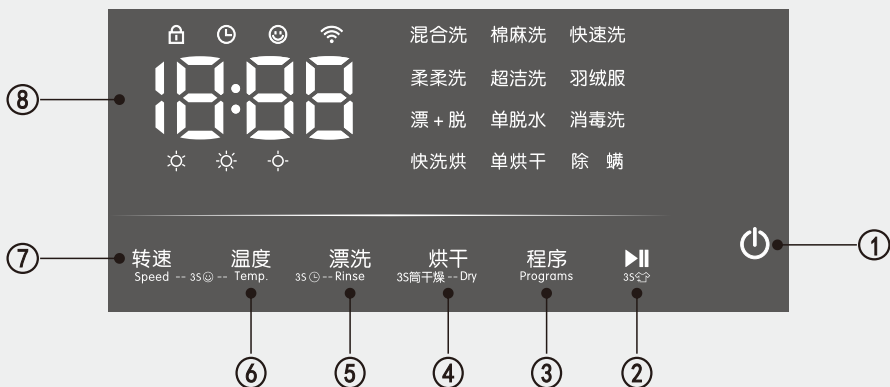 混合洗 棉麻洗 快速洗
18:88
柔柔洗 超洁洗 羽绒服
⑧
漂+脱 单脱水 消毒洗
快洗烘 单烘干 除 螨
①
⑦ 转速 温度 漂洗 烘干 程序
Speed -- 3S -- Temp. 3S -- Rinse 3S筒干燥 -- Dry Programs 3S
⑥ ⑤ ④ ③ ②